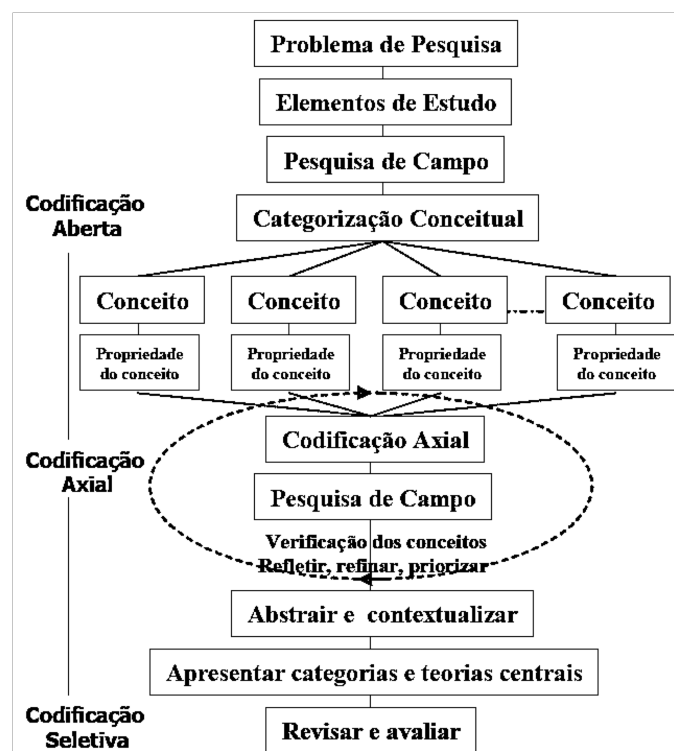 Problema de Pesquisa
Elementos de Estudo
Pesquisa de Campo
Codificação
Aberta
Categorização Conceitual
Conceito
Conceito
Conceito
Conceito
Propriedade
do conceito
Propriedade
do conceito
Propriedade
do conceito
Propriedade
do conceito
Codificação Axial
Codificação
Axial
Pesquisa de Campo
Verificação dos conceitos
Refletir, refinar, priorizar
Abstrair e contextualizar
Apresentar categorias e teorias centrais
Codificação
Seletiva
Revisar e avaliar